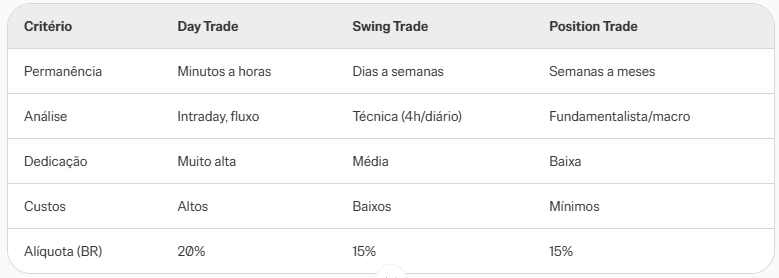 Critério Day Trade Swing Trade Position Trade
Permanência Minutos a horas Dias a semanas Semanas a meses
Análise Intraday, fluxo Técnica (4h/diário) Fundamentalista/macro
Dedicação Muito alta Média Baixa
Custos Altos Baixos Mínimos
Alíquota (BR) 20% 15% 15%